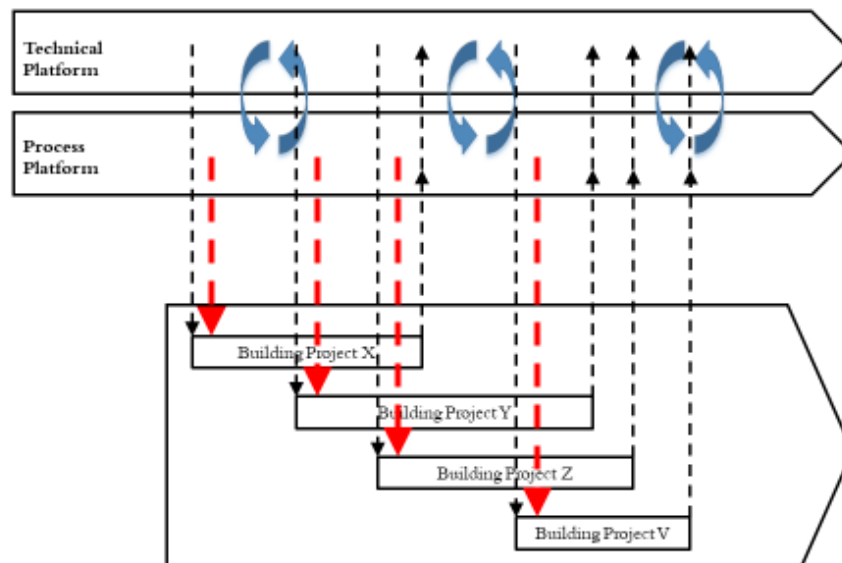 Technical
Platform
Process
Platform
Building Project X
Building Project Y
Building Project Z
Building Project V